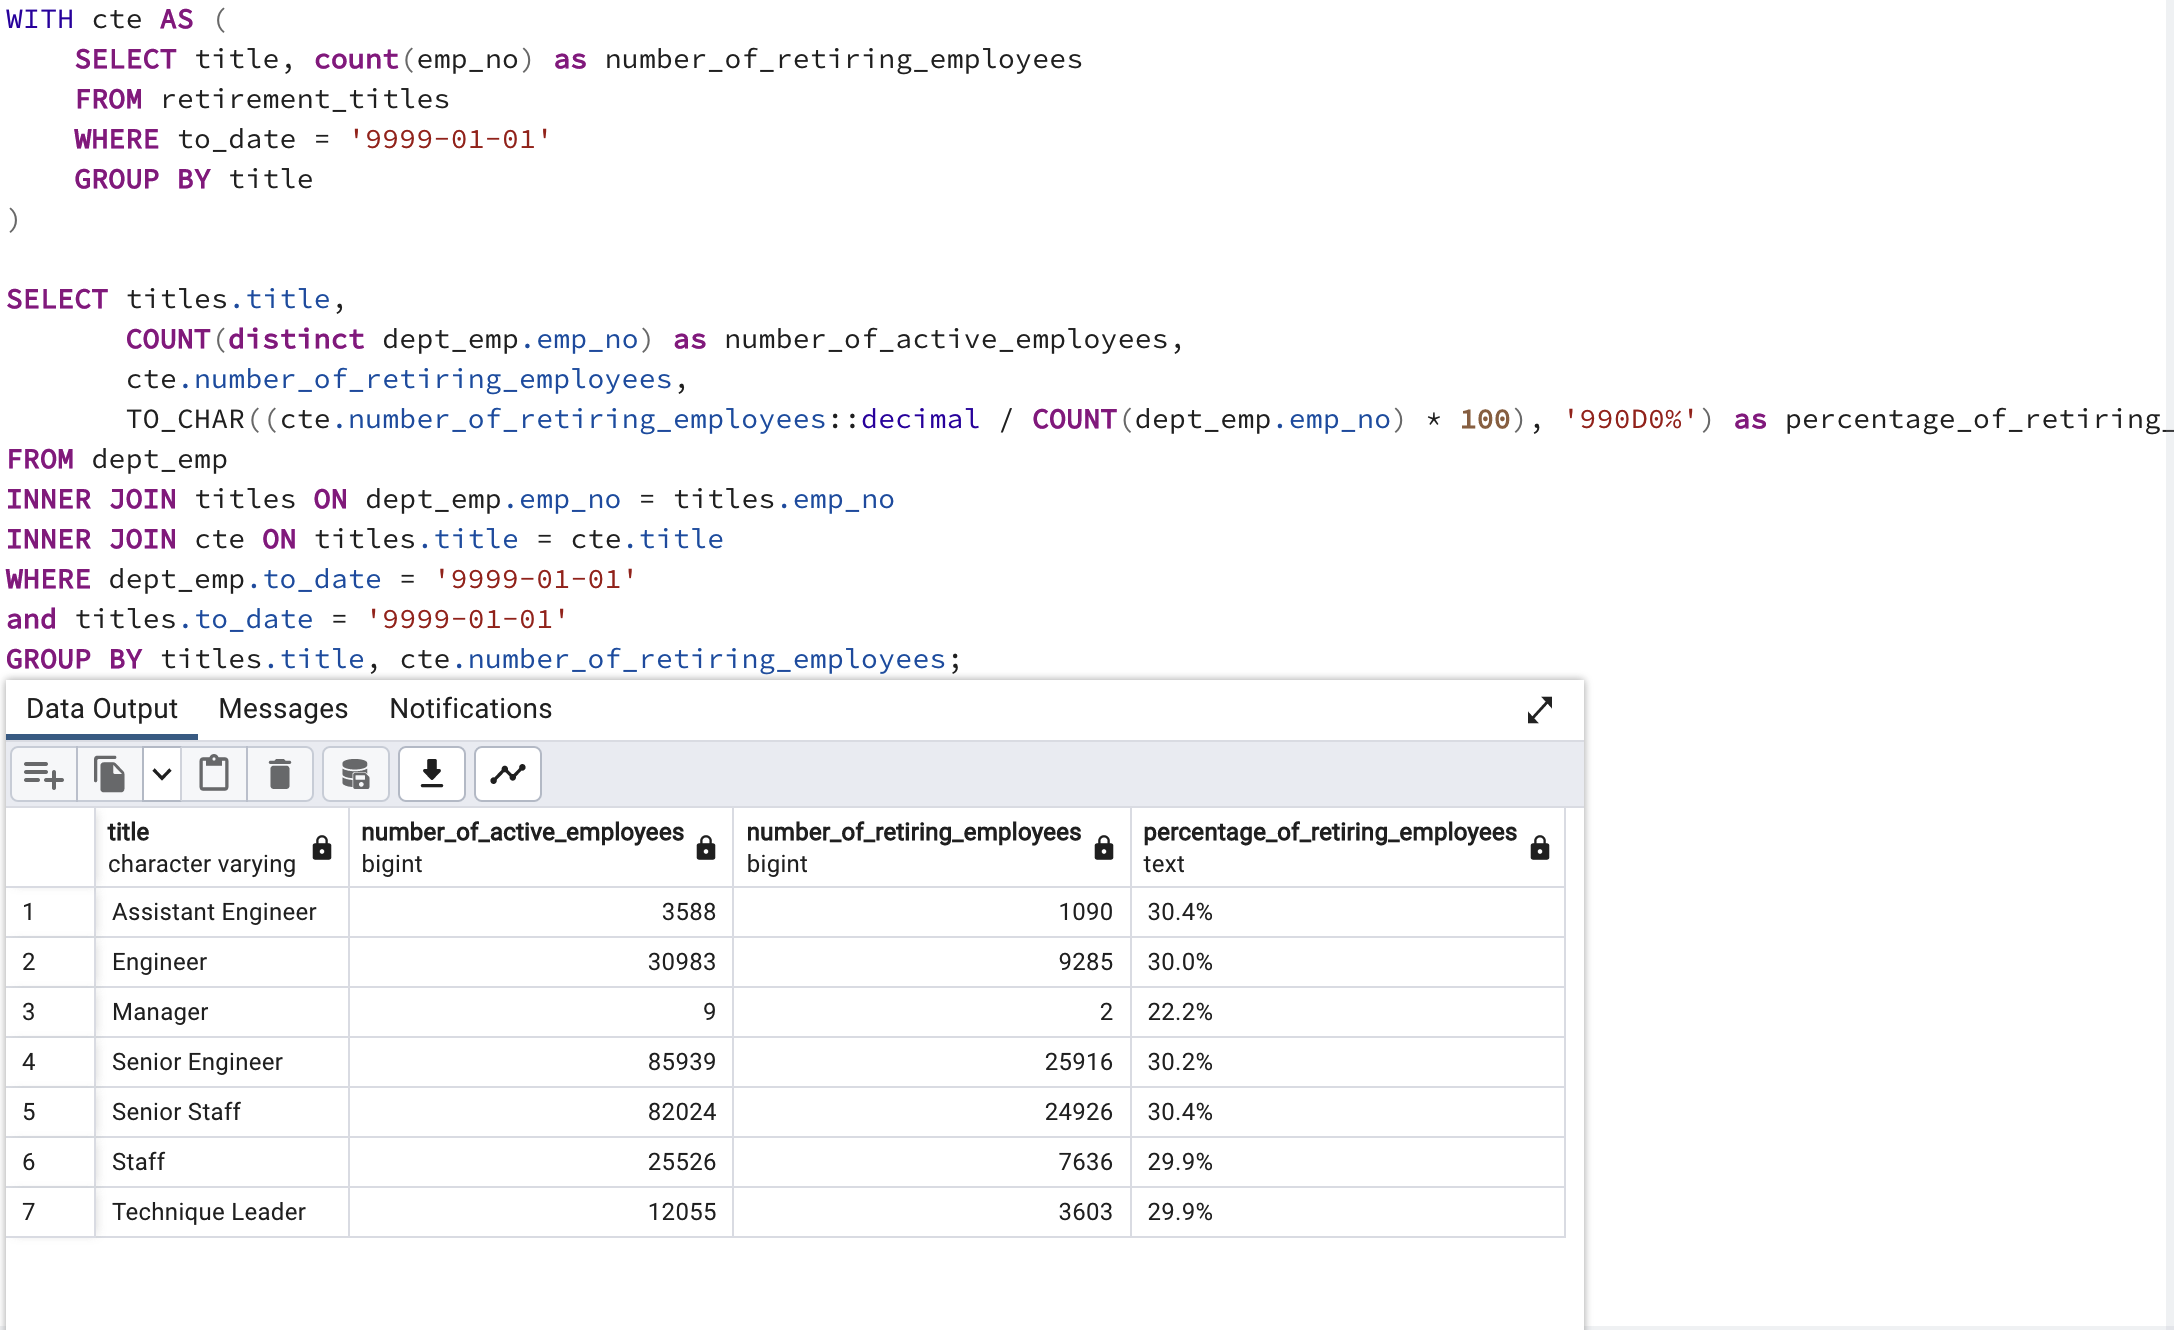 WITH cte AS (
    SELECT title, count(emp_no) as number_of_retiring_employees
    FROM retirement_titles
    WHERE to_date = '9999-01-01'
    GROUP BY title
)
SELECT titles.title,
       COUNT(distinct dept_emp.emp_no) as number_of_active_employees,
       cte.number_of_retiring_employees,
       TO_CHAR((cte.number_of_retiring_employees::decimal / COUNT(dept_emp.emp_no) * 100), '990D0%') as percentage_of_retiring_
FROM dept_emp
INNER JOIN titles ON dept_emp.emp_no = titles.emp_no
INNER JOIN cte ON titles.title = cte.title
WHERE dept_emp.to_date = '9999-01-01'
and titles.to_date = '9999-01-01'
GROUP BY titles.title, cte.number_of_retiring_employees;
Data Output Messages Notifications
title number_of_active_employees number_of_retiring_employees percentage_of_retiring_employees
character varying bigint bigint text
1 Assistant Engineer 3588 1090 30.4%
2 Engineer 30983 9285 30.0%
3 Manager 9 2 22.2%
4 Senior Engineer 85939 25916 30.2%
5 Senior Staff 82024 24926 30.4%
6 Staff 25526 7636 29.9%
7 Technique Leader 12055 3603 29.9%